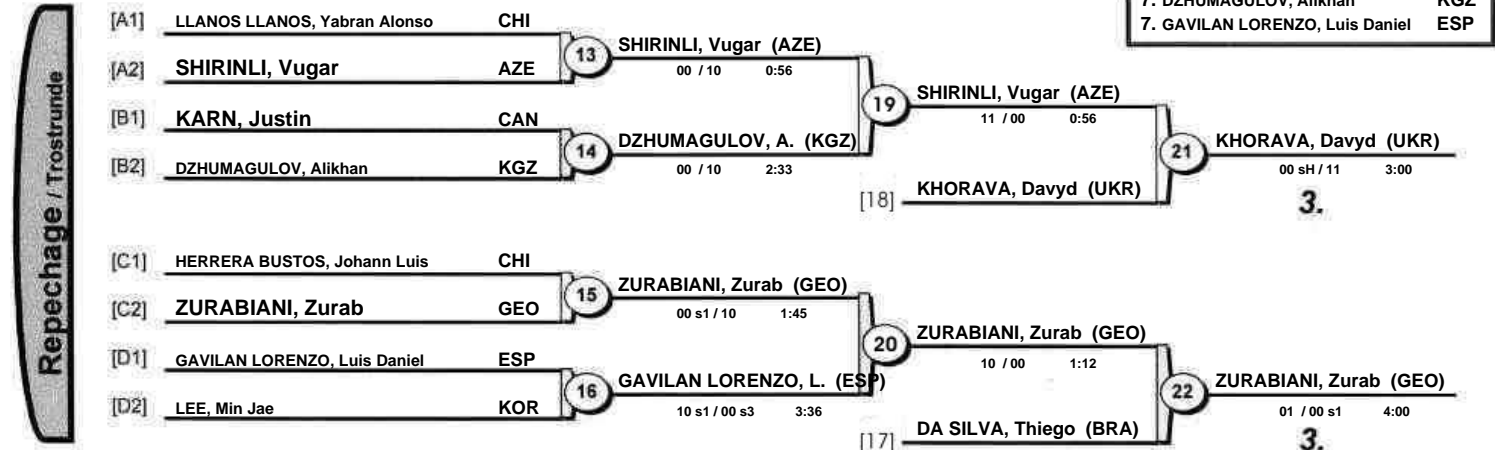 7. DZHUMAGULOV, Alikhan KGZ
7. GAVILAN LORENZO, Luis Daniel ESP
Repechage / Trostrunde
[A1] LLANOS LLANOS, Yabran Alonso CHI
[A2] SHIRINLI, Vugar AZE
13 SHIRINLI, Vugar (AZE)
00 / 10 0:56
[B1] KARN, Justin CAN
[B2] DZHUMAGULOV, Alikhan KGZ
14 DZHUMAGULOV, A. (KGZ)
00 / 10 2:33
19 SHIRINLI, Vugar (AZE)
11 / 00 0:56
[18] KHORAVA, Davyd (UKR)
21 KHORAVA, Davyd (UKR)
00 sH / 11 3:00
3.
[C1] HERRERA BUSTOS, Johann Luis CHI
[C2] ZURABIANI, Zurab GEO
15 ZURABIANI, Zurab (GEO)
00 s1 / 10 1:45
[D1] GAVILAN LORENZO, Luis Daniel ESP
[D2] LEE, Min Jae KOR
16 GAVILAN LORENZO, L. (ESP)
10 s1 / 00 s3 3:36
20 ZURABIANI, Zurab (GEO)
10 / 00 1:12
[17] DA SILVA, Thiego (BRA)
22 ZURABIANI, Zurab (GEO)
01 / 00 s1 4:00
3.